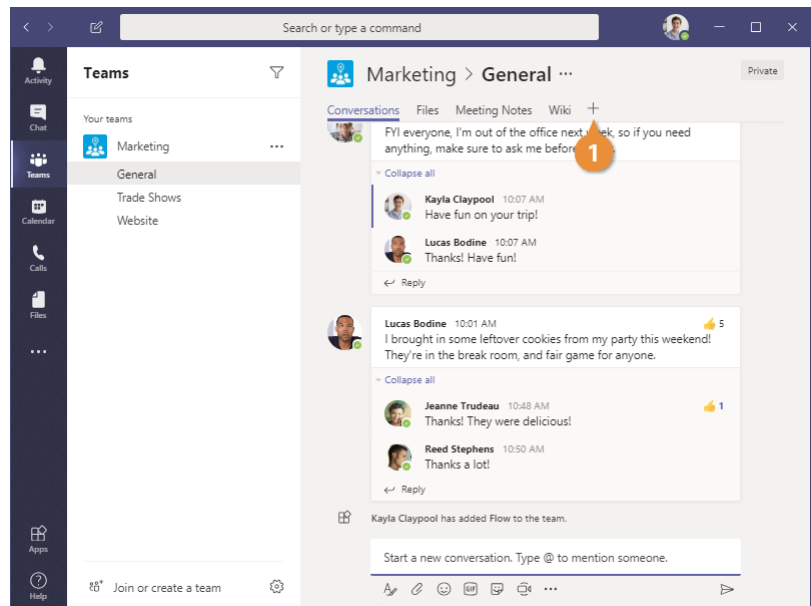 Search or type a command
Activity
Chat
Teams
Calendar
Calls
Files
Apps
Help
Teams
Your teams
Marketing
General
Trade Shows
Website
Join or create a team
Marketing > General
Private
Conversations Files Meeting Notes Wiki
FYI everyone, I'm out of the office next week, so if you need
anything, make sure to ask me before
1
Collapse all
Kayla Claypool 10:07 AM
Have fun on your trip!
Lucas Bodine 10:07 AM
Thanks! Have fun!
Reply
Lucas Bodine 10:01 AM 5
I brought in some leftover cookies from my party this weekend!
They're in the break room, and fair game for anyone.
Collapse all
Jeanne Trudeau 10:48 AM 1
Thanks! They were delicious!
Reed Stephens 10:50 AM
Thanks a lot!
Reply
Kayla Claypool has added Flow to the team.
Start a new conversation. Type @ to mention someone.
GIF